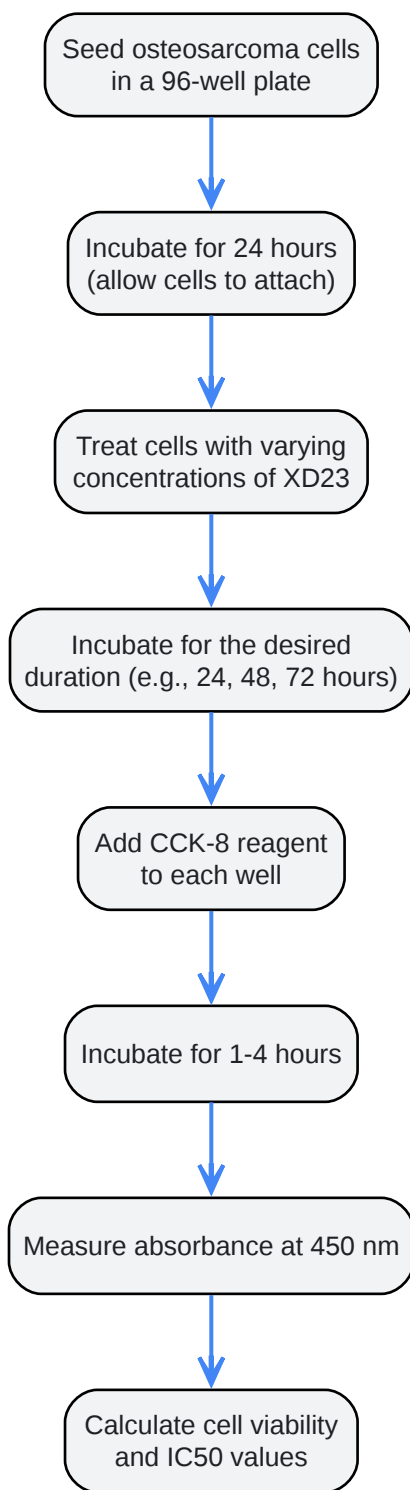 Seed osteosarcoma cells
in a 96-well plate
Incubate for 24 hours
(allow cells to attach)
Treat cells with varying
concentrations of XD23
Incubate for the desired
duration (e.g., 24, 48, 72 hours)
Add CCK-8 reagent
to each well
Incubate for 1-4 hours
Measure absorbance at 450 nm
Calculate cell viability
and IC50 values